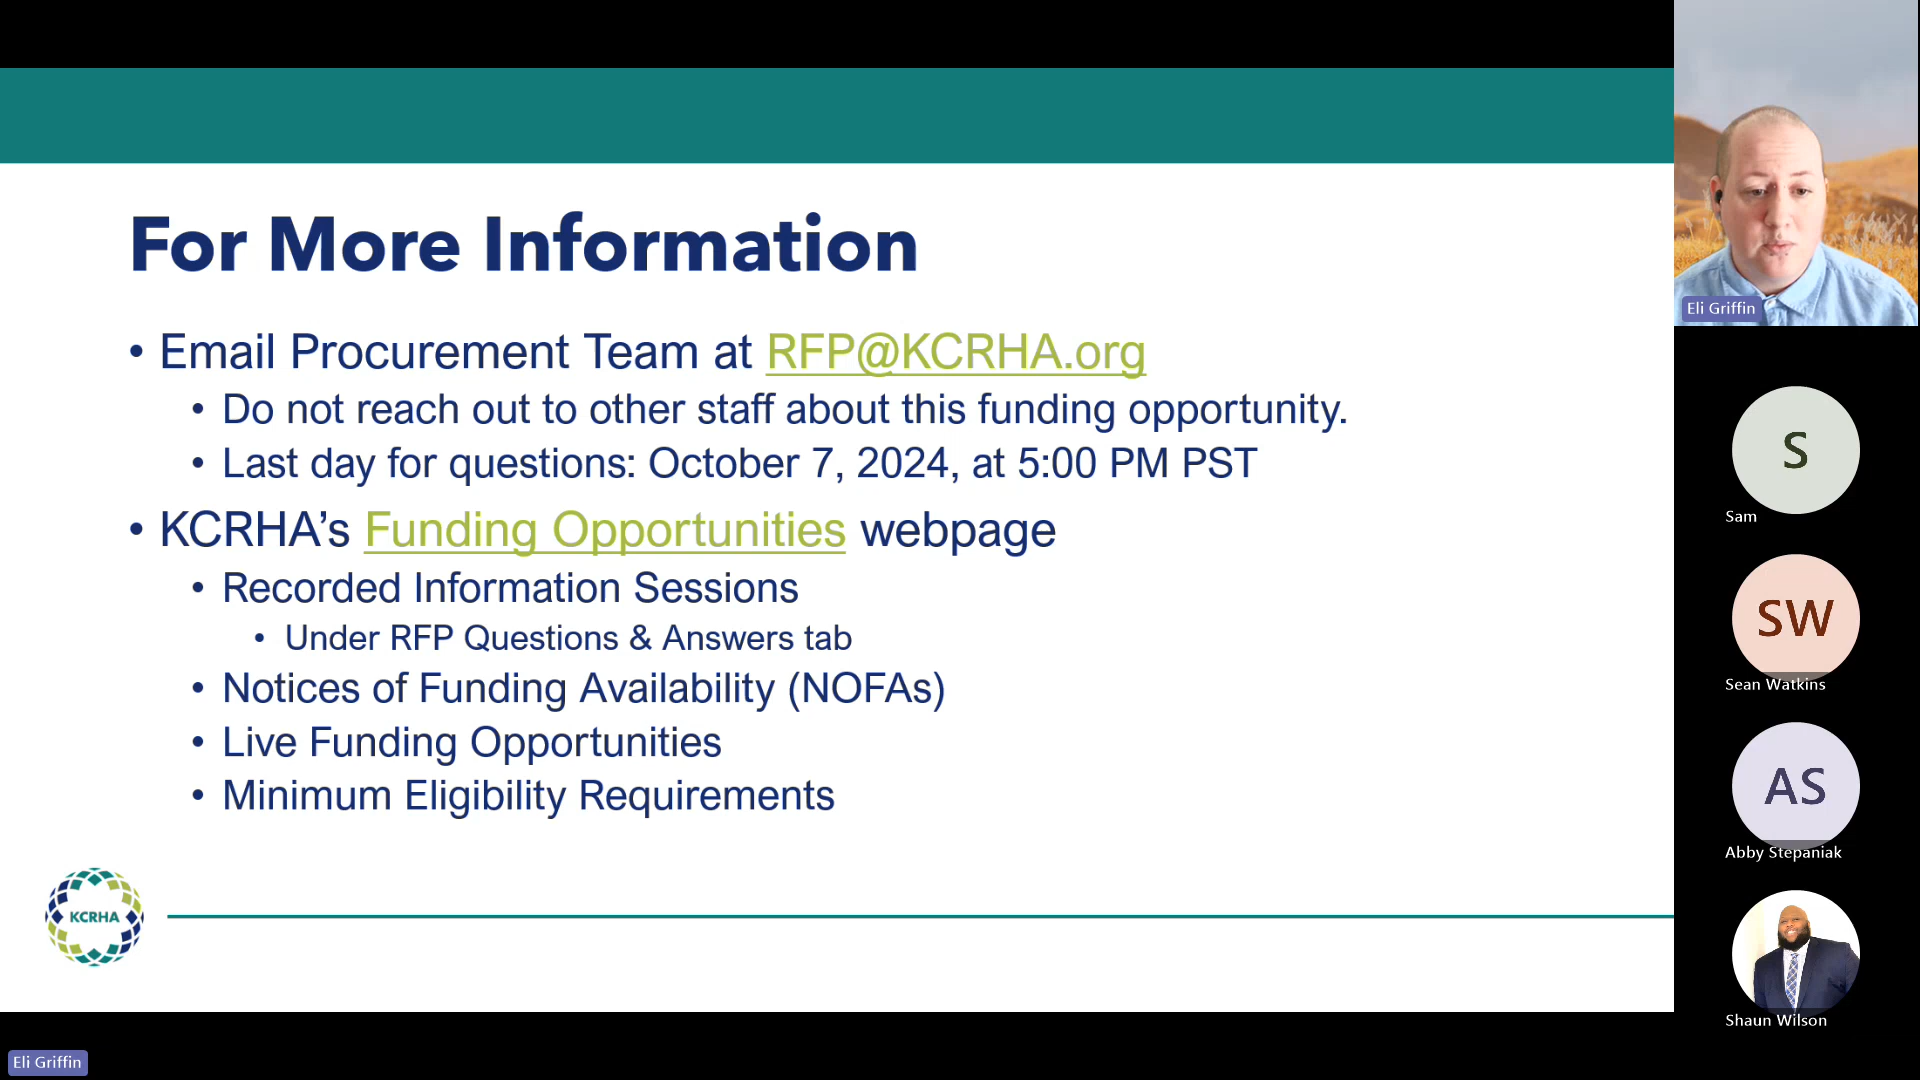 For More Information
• Email Procurement Team at RFP@KCRHA.org
• Do not reach out to other staff about this funding opportunity.
• Last day for questions: October 7, 2024, at 5:00 PM PST
• KCRHA’s Funding Opportunities webpage
• Recorded Information Sessions
• Under RFP Questions & Answers tab
• Notices of Funding Availability (NOFAs)
• Live Funding Opportunities
• Minimum Eligibility Requirements
KCRHA
Eli Griffin
Eli Griffin
S
Sam
SW
Sean Watkins
AS
Abby Stepaniak
Shaun Wilson